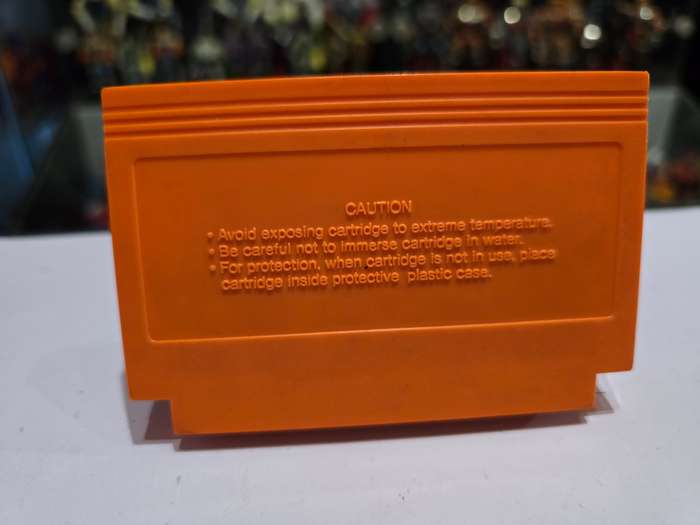 CAUTION
• Avoid exposing cartridge to extreme temperature.
• Be careful not to immerse cartridge in water.
• For protection, when cartridge is not in use, place
cartridge inside protective plastic case.